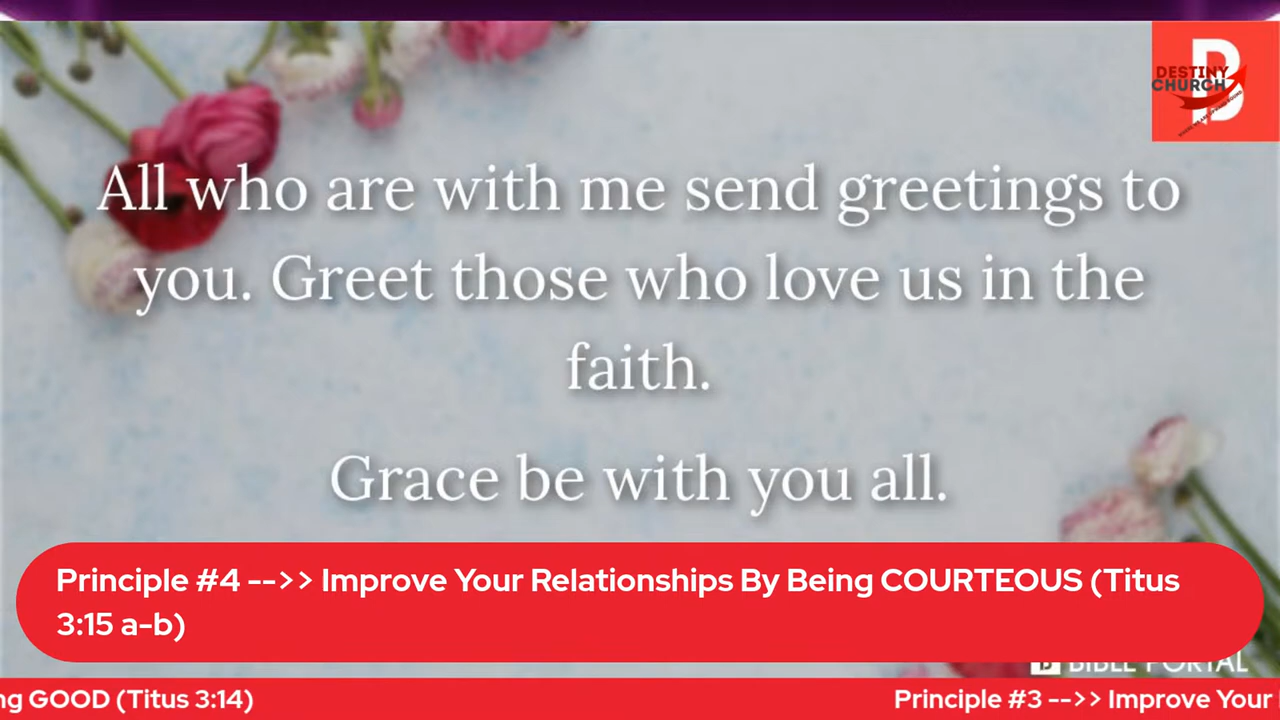 DESTINY
CHURCH
All who are with me send greetings to
you. Greet those who love us in the
faith.
Grace be with you all.
Principle #4 -->> Improve Your Relationships By Being COURTEOUS (Titus
3:15 a-b)
BIBLE PORTAL
ng GOOD (Titus 3:14)
Principle #3 -->> Improve Your